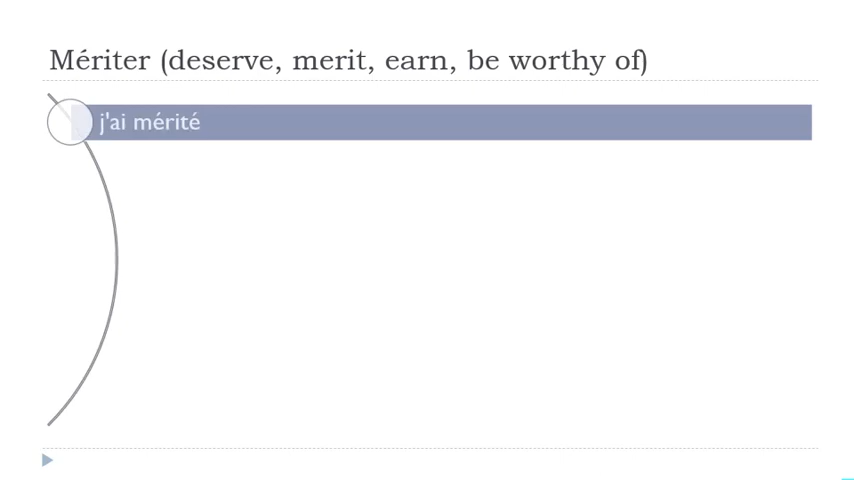 Mériter (deserve, merit, earn, be worthy of)
j'ai mérité